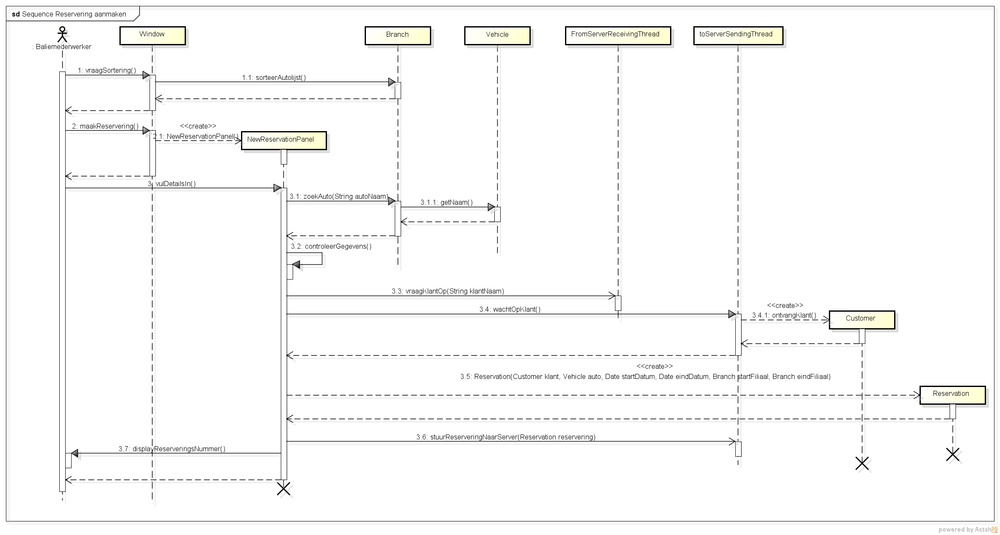 sd Sequence Reservering aanmaken
: Baliemederwerker
Window
Branch
Vehicle
FromServerReceivingThread
toServerSendingThread
1: vraagSortering()
1.1: sorteerAutolijst()
2: maakReservering()
<<create>>
2.1: NewReservationPanel()
NewReservationPanel
3: vulDetailsIn()
3.1: zoekAuto(String autoNaam)
3.1.1: getNaam()
3.2: controleerGegevens()
3.3: vraagKlantOp(String klantNaam)
3.4: wachtOpKlant()
<<create>>
3.4.1: ontvangKlant()
Customer
<<create>>
3.5: Reservation(Customer klant, Vehicle auto, Date startDatum, Date eindDatum, Branch startFiliaal, Branch eindFiliaal)
Reservation
3.6: stuurReserveringNaarServer(Reservation reservering)
3.7: displayReserveringsNummer()
powered by Astah